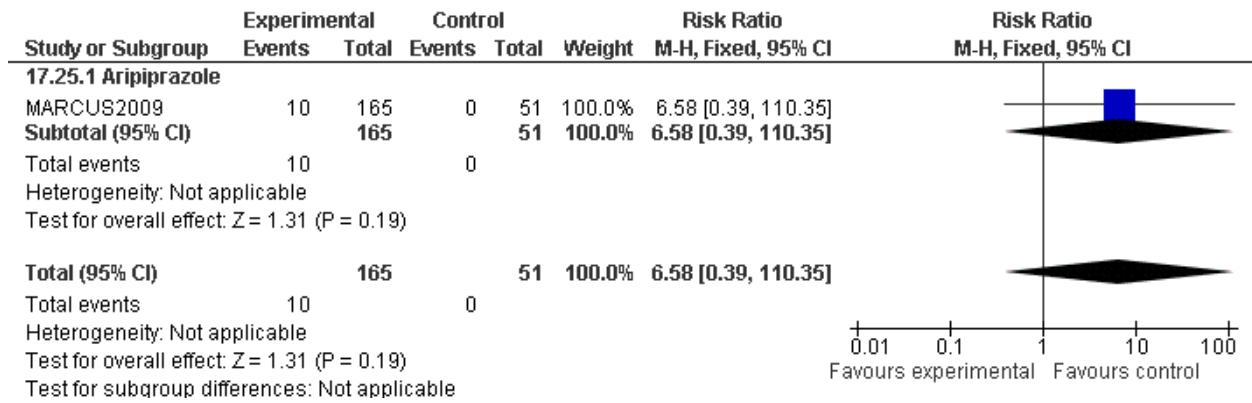 Experimental Control Risk Ratio Risk Ratio
Study or Subgroup Events Total Events Total Weight M-H, Fixed, 95% CI M-H, Fixed, 95% CI
17.25.1 Aripiprazole
MARCUS2009 10 165 0 51 100.0% 6.58 [0.39, 110.35]
Subtotal (95% CI) 165 51 100.0% 6.58 [0.39, 110.35]
Total events 10 0
Heterogeneity: Not applicable
Test for overall effect: Z = 1.31 (P = 0.19)
Total (95% CI) 165 51 100.0% 6.58 [0.39, 110.35]
Total events 10 0
Heterogeneity: Not applicable
Test for overall effect: Z = 1.31 (P = 0.19)
Test for subgroup differences: Not applicable
0.01 0.1 1 10 100
Favours experimental Favours control